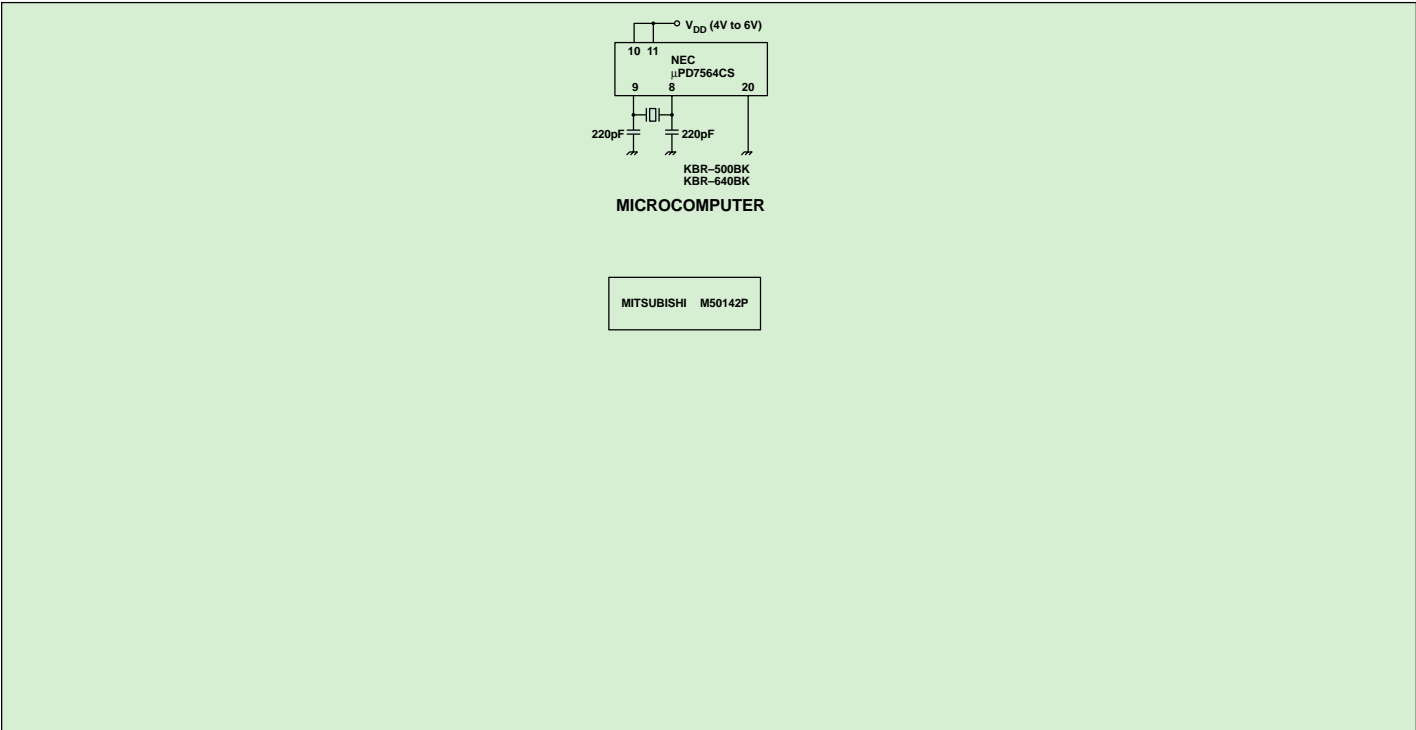 V_DD (4V to 6V)
10 11
NEC
μPD7564CS
9 8 20
220pF 220pF
KBR–500BK
KBR–640BK
MICROCOMPUTER
MITSUBISHI M50142P